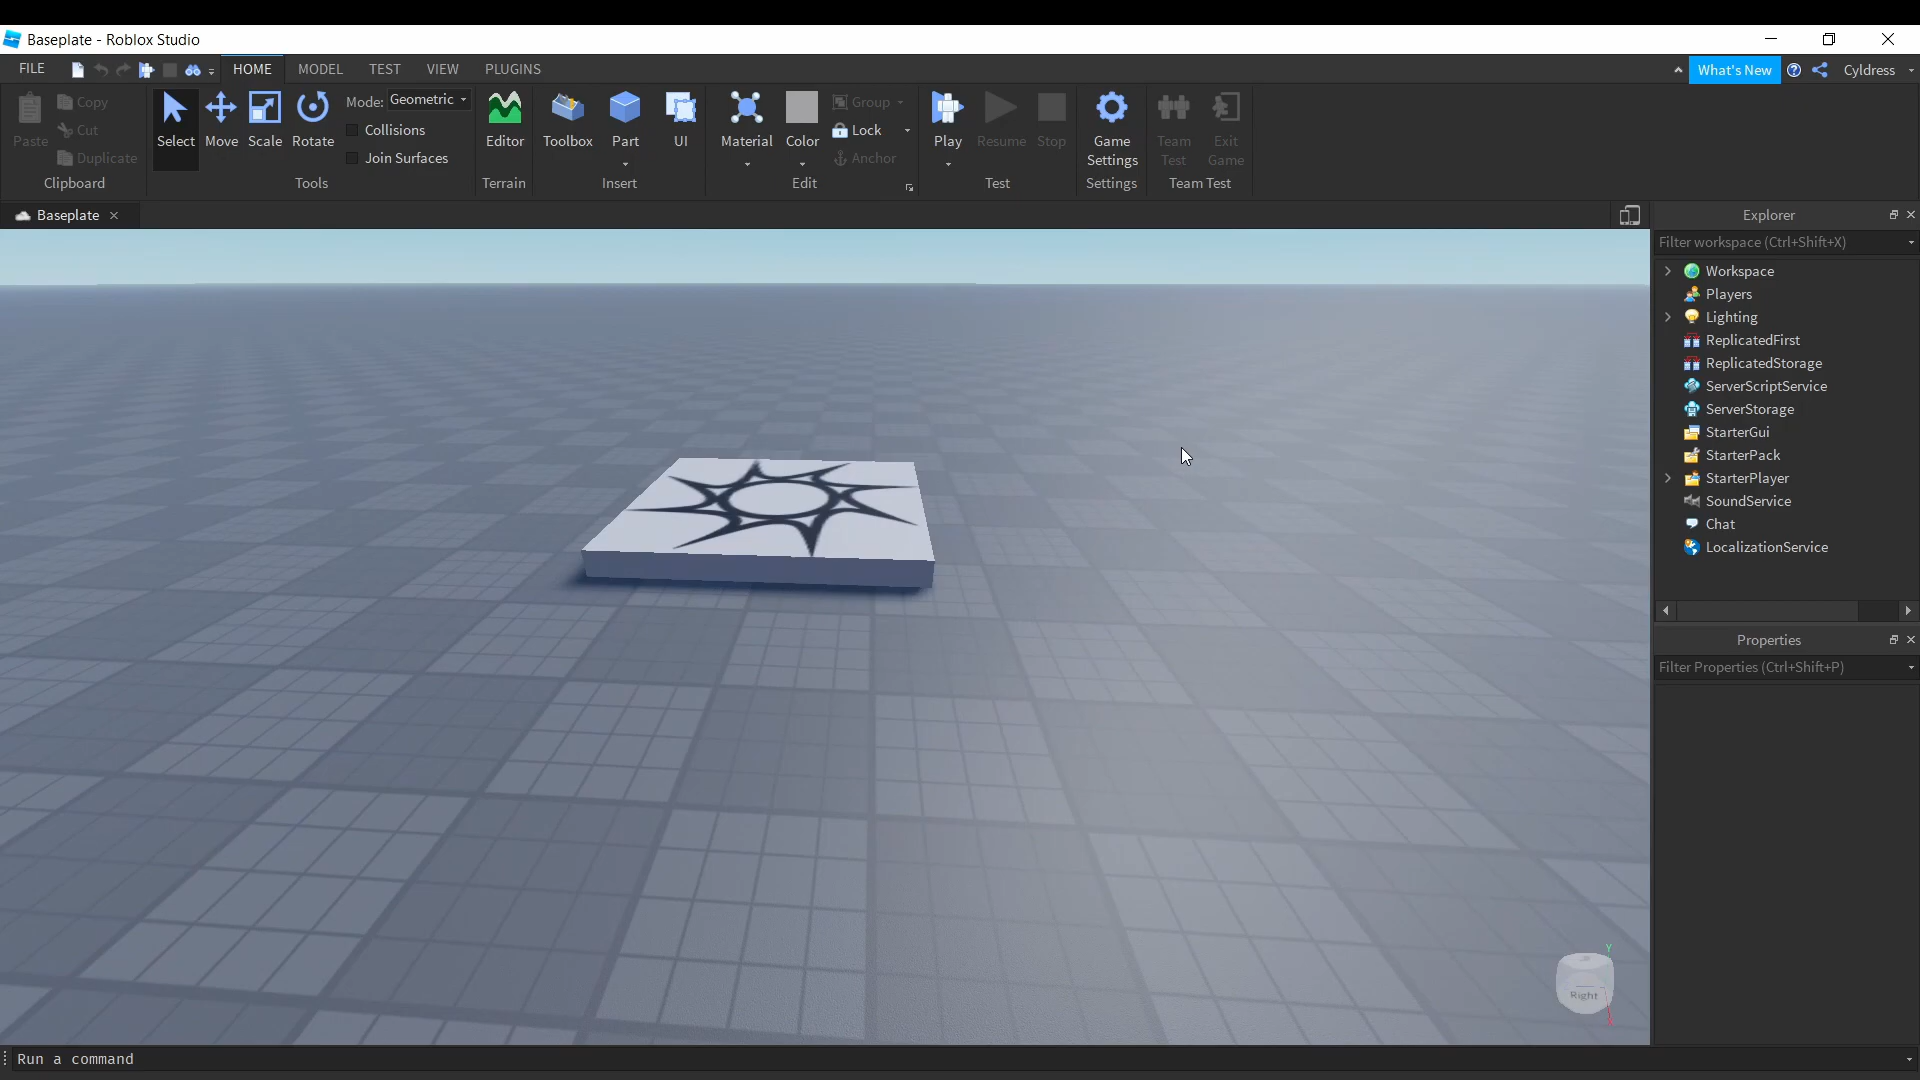 Baseplate - Roblox Studio
FILE HOME MODEL TEST VIEW PLUGINS What's New Cyldress
Paste Copy Cut Duplicate
Clipboard
Select Move Scale Rotate Mode: Geometric
Collisions
Join Surfaces
Tools
Editor
Terrain
Toolbox Part UI
Insert
Material Color Group
Lock
Anchor
Edit
Play Resume Stop
Test
Game
Settings
Settings
Team
Test
Exit
Game
Team Test
Baseplate
Explorer
Filter workspace (Ctrl+Shift+X)
Workspace
Players
Lighting
ReplicatedFirst
ReplicatedStorage
ServerScriptService
ServerStorage
StarterGui
StarterPack
StarterPlayer
SoundService
Chat
LocalizationService
Properties
Filter Properties (Ctrl+Shift+P)
Y
Right
X
Run a command